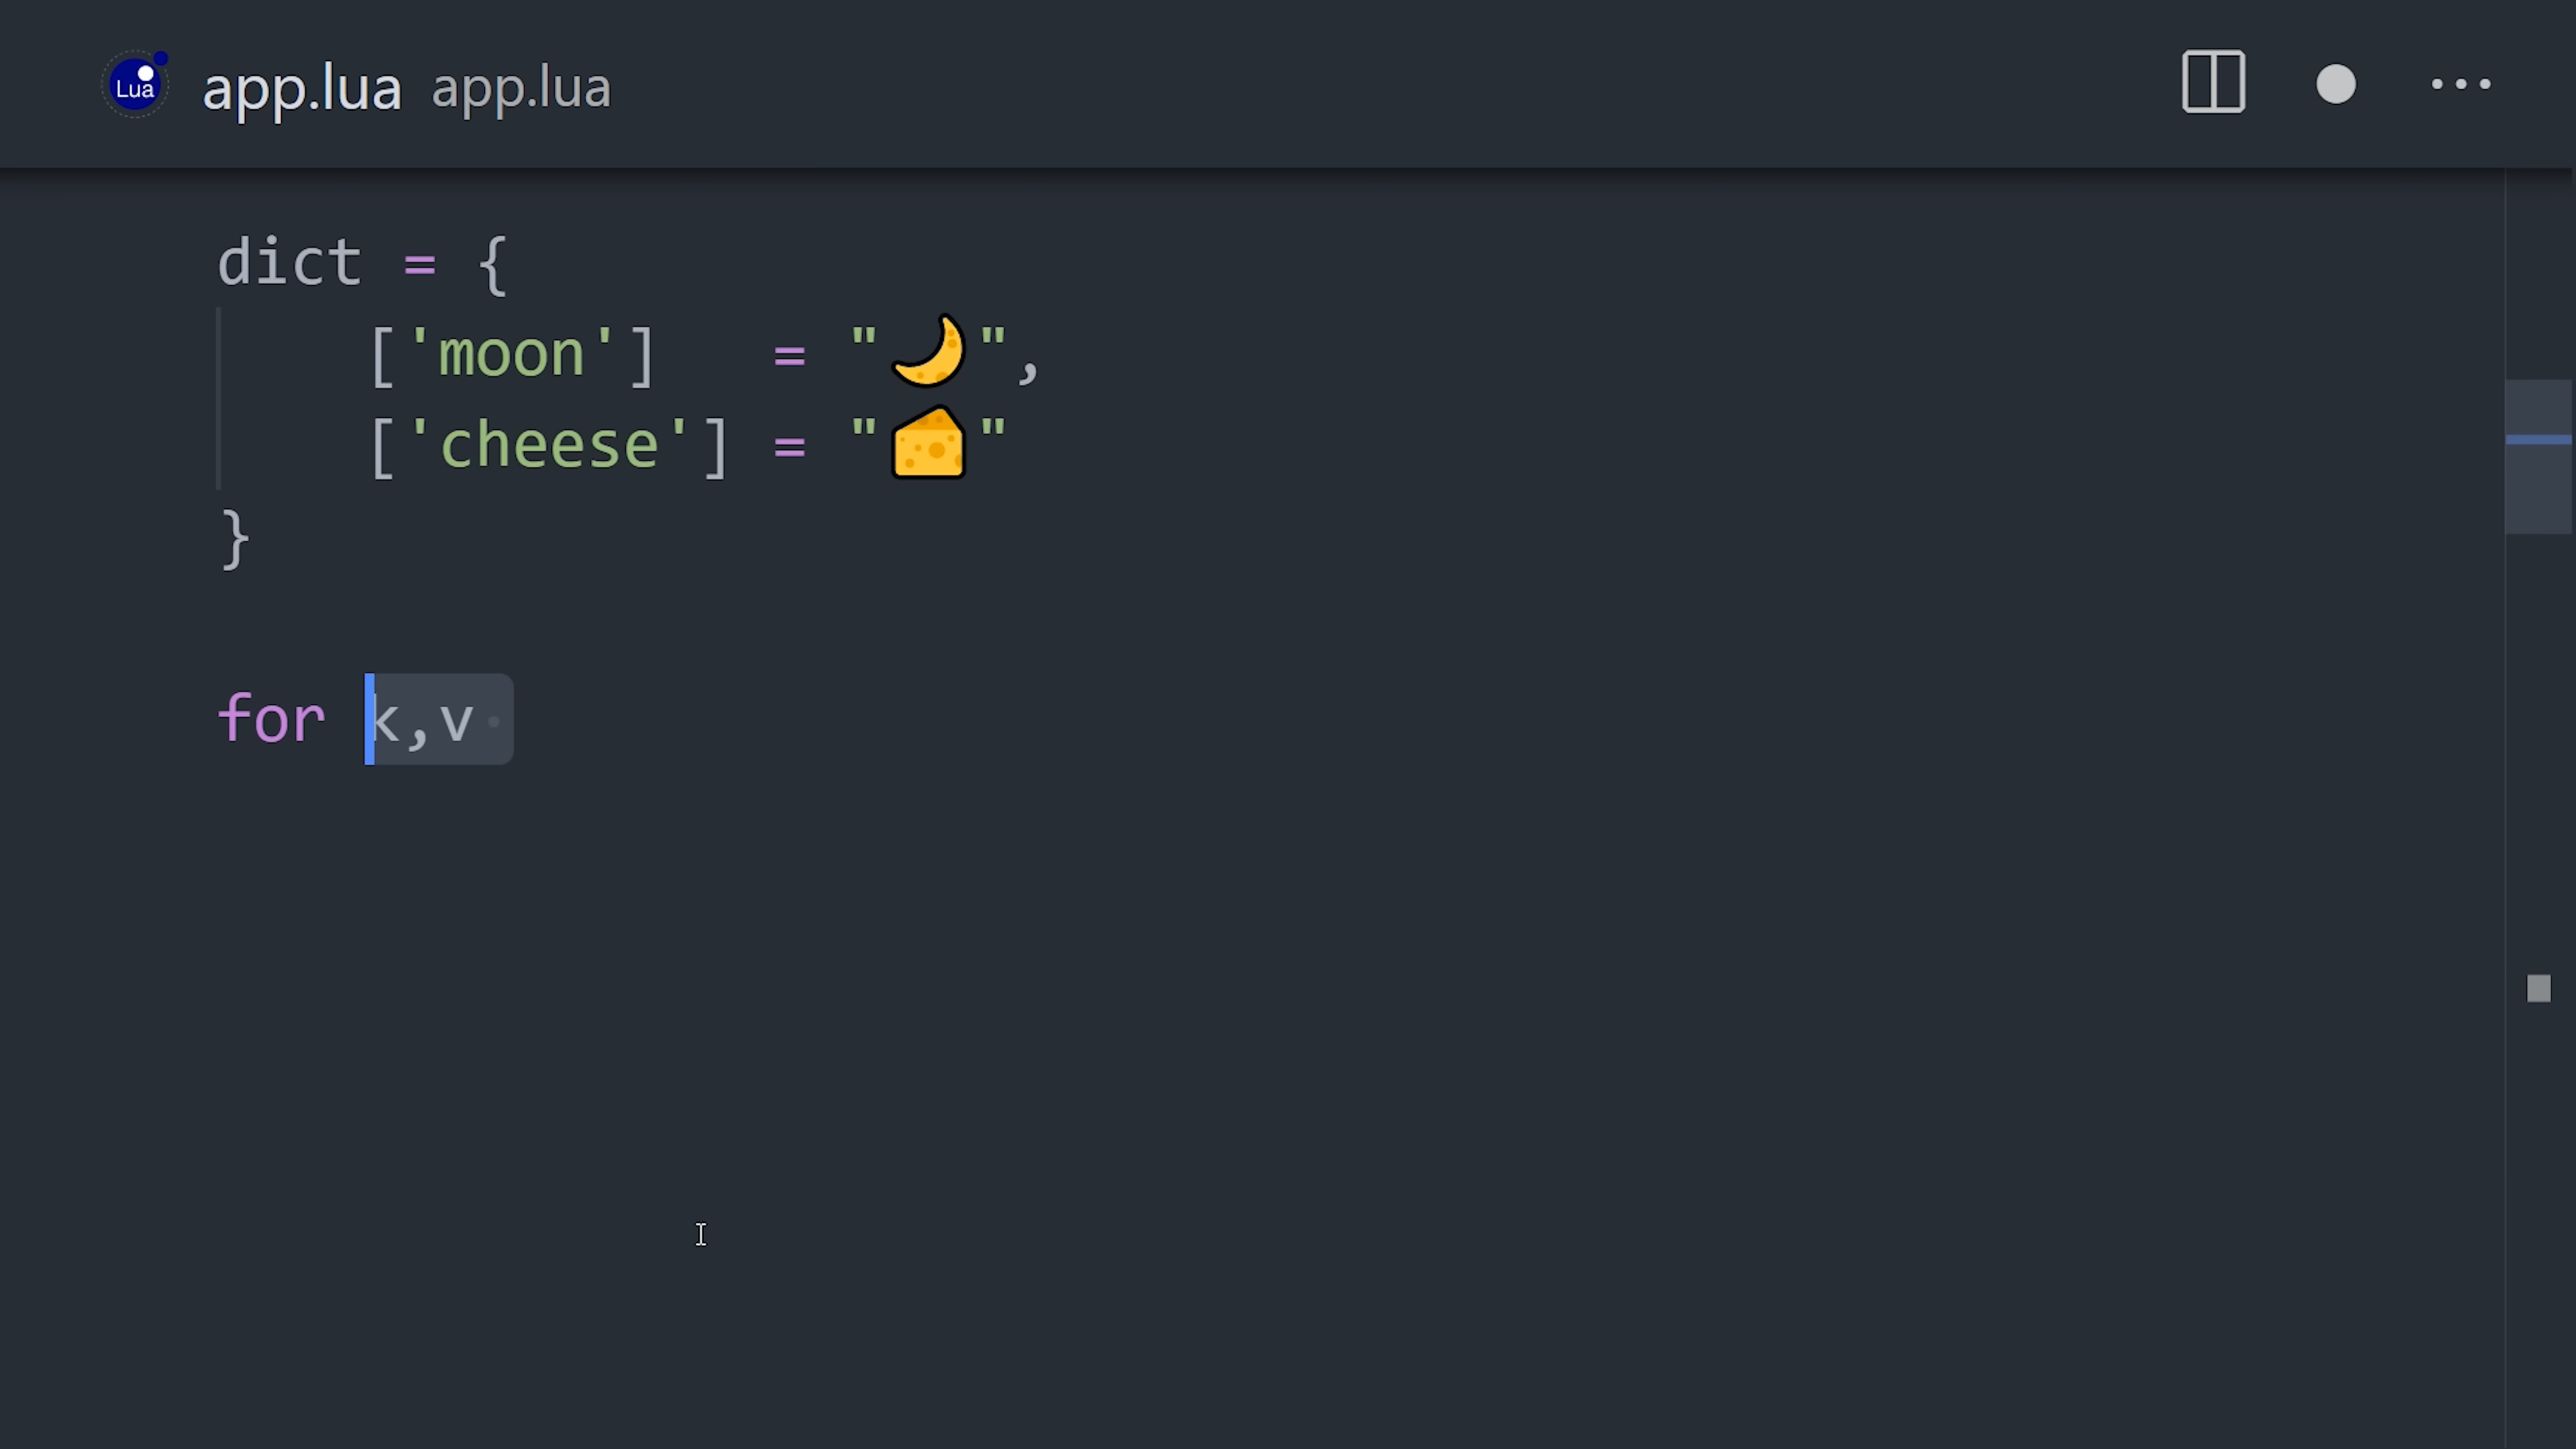 Lua app.lua app.lua
dict = {
['moon'] = "🌙",
['cheese'] = "🧀"
}
for k,v